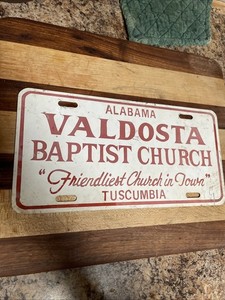 ALABAMA
VALDOSTA
BAPTIST CHURCH
"Friendliest Church in Town"
TUSCUMBIA